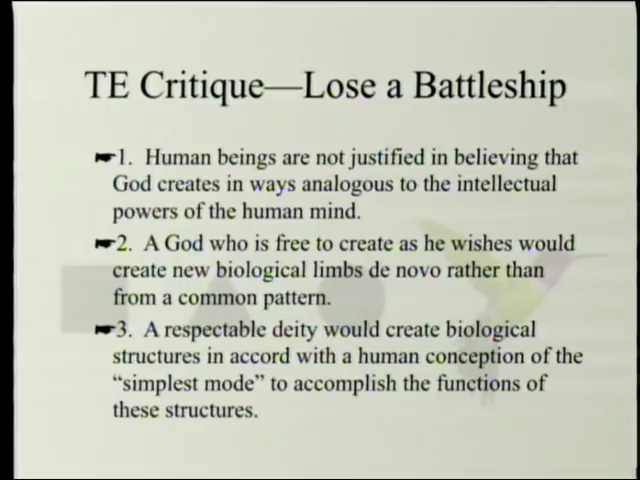 TE Critique—Lose a Battleship
1. Human beings are not justified in believing that
God creates in ways analogous to the intellectual
powers of the human mind.
2. A God who is free to create as he wishes would
create new biological limbs de novo rather than
from a common pattern.
3. A respectable deity would create biological
structures in accord with a human conception of the
“simplest mode” to accomplish the functions of
these structures.